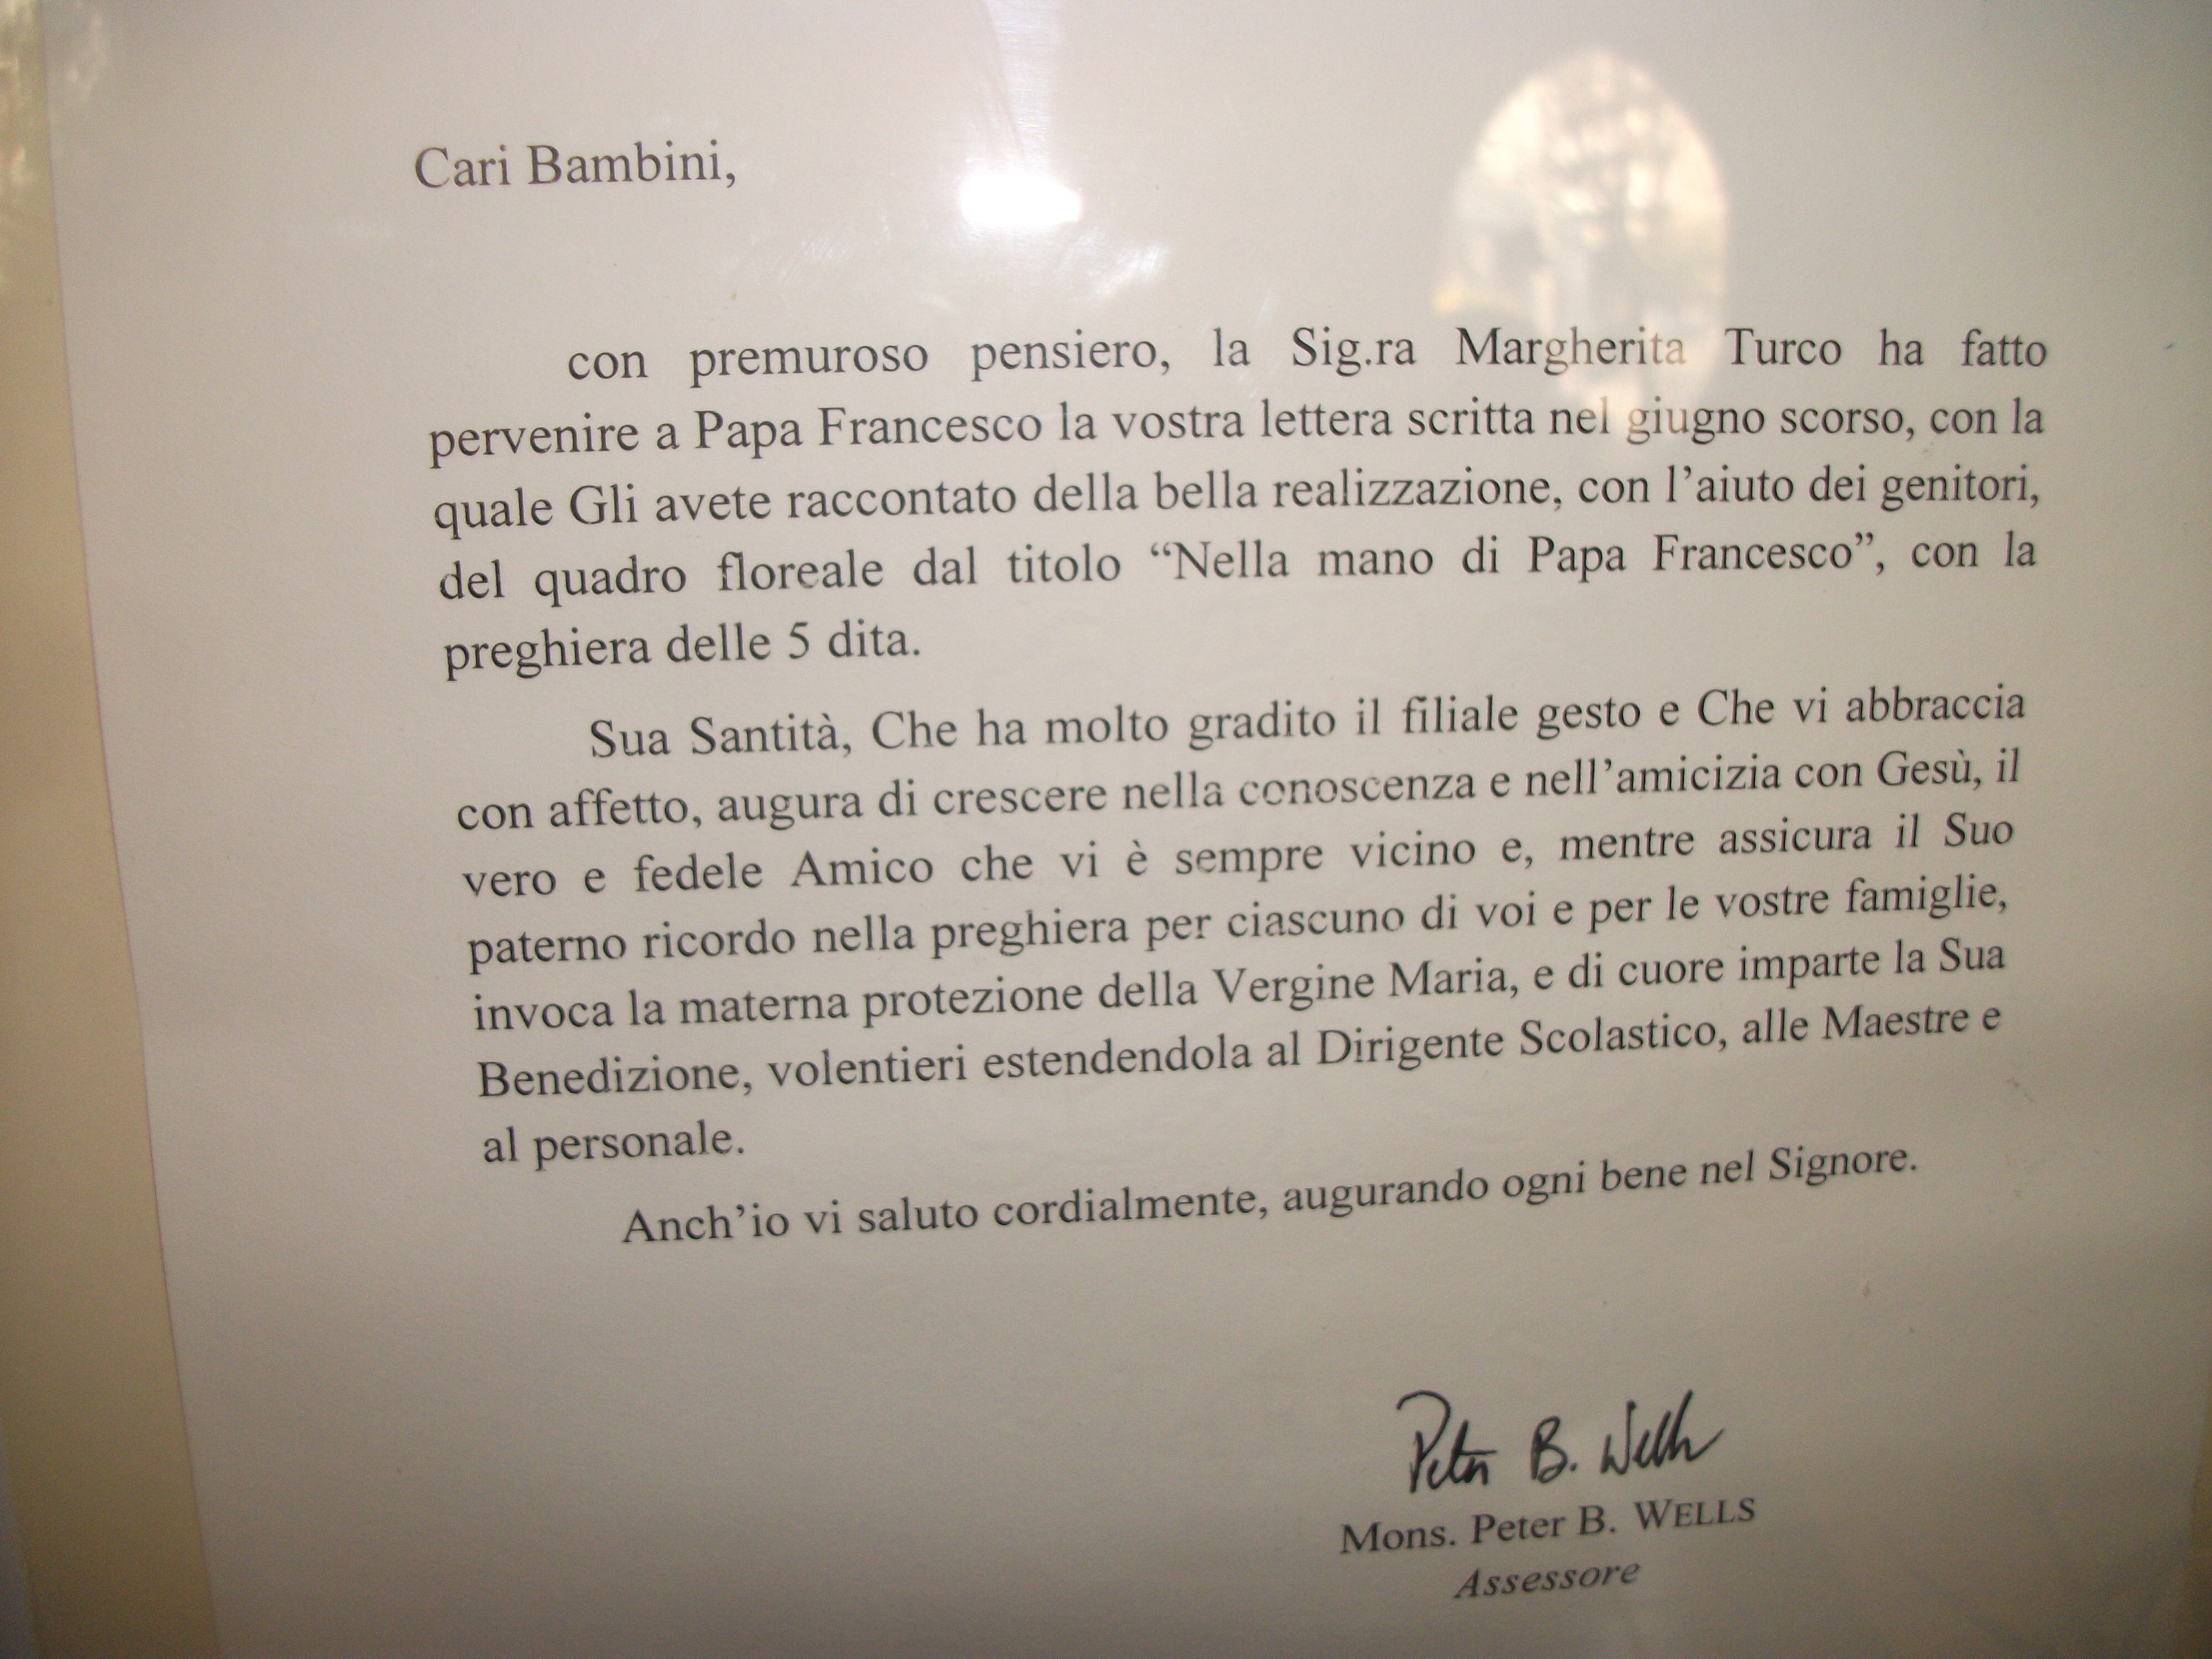 Cari Bambini,
con premuroso pensiero, la Sig.ra Margherita Turco ha fatto
pervenire a Papa Francesco la vostra lettera scritta nel giugno scorso, con la
quale Gli avete raccontato della bella realizzazione, con l’aiuto dei genitori,
del quadro floreale dal titolo “Nella mano di Papa Francesco”, con la
preghiera delle 5 dita.
Sua Santità, Che ha molto gradito il filiale gesto e Che vi abbraccia
con affetto, augura di crescere nella conoscenza e nell’amicizia con Gesù, il
vero e fedele Amico che vi è sempre vicino e, mentre assicura il Suo
paterno ricordo nella preghiera per ciascuno di voi e per le vostre famiglie,
invoca la materna protezione della Vergine Maria, e di cuore imparte la Sua
Benedizione, volentieri estendendola al Dirigente Scolastico, alle Maestre e
al personale.
Anch’io vi saluto cordialmente, augurando ogni bene nel Signore.
Peter B. Wells
Mons. Peter B. WELLS
Assessore